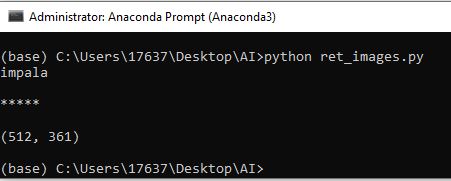 Administrator: Anaconda Prompt (Anaconda3)
(base) C:\Users\17637\Desktop\AI>python ret_images.py
impala
*****
(512, 361)
(base) C:\Users\17637\Desktop\AI>